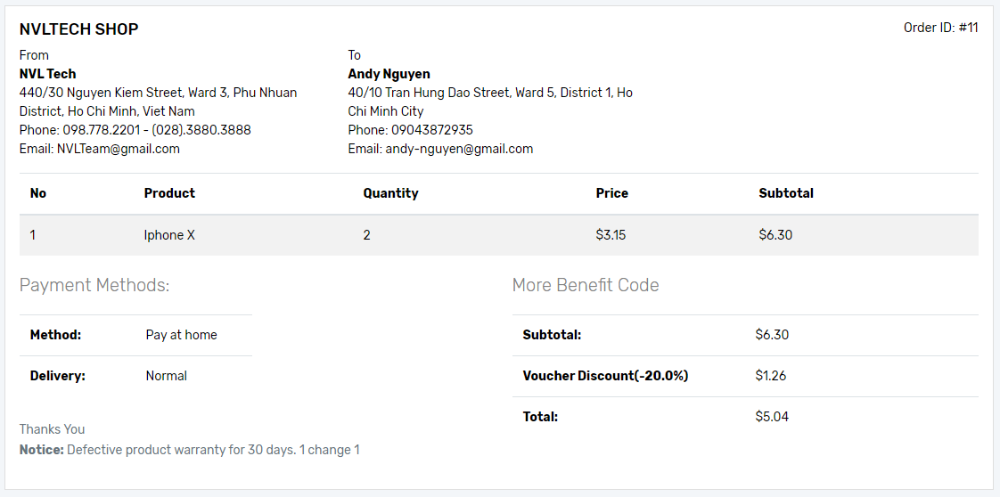 NVLTECH SHOP
Order ID: #11
From
NVL Tech
440/30 Nguyen Kiem Street, Ward 3, Phu Nhuan
District, Ho Chi Minh, Viet Nam
Phone: 098.778.2201 - (028).3880.3888
Email: NVLTeam@gmail.com
To
Andy Nguyen
40/10 Tran Hung Dao Street, Ward 5, District 1, Ho
Chi Minh City
Phone: 09043872935
Email: andy-nguyen@gmail.com
No Product Quantity Price Subtotal
1 Iphone X 2 $3.15 $6.30
Payment Methods:
Method: Pay at home
Delivery: Normal
More Benefit Code
Subtotal: $6.30
Voucher Discount(-20.0%) $1.26
Total: $5.04
Thanks You
Notice: Defective product warranty for 30 days. 1 change 1